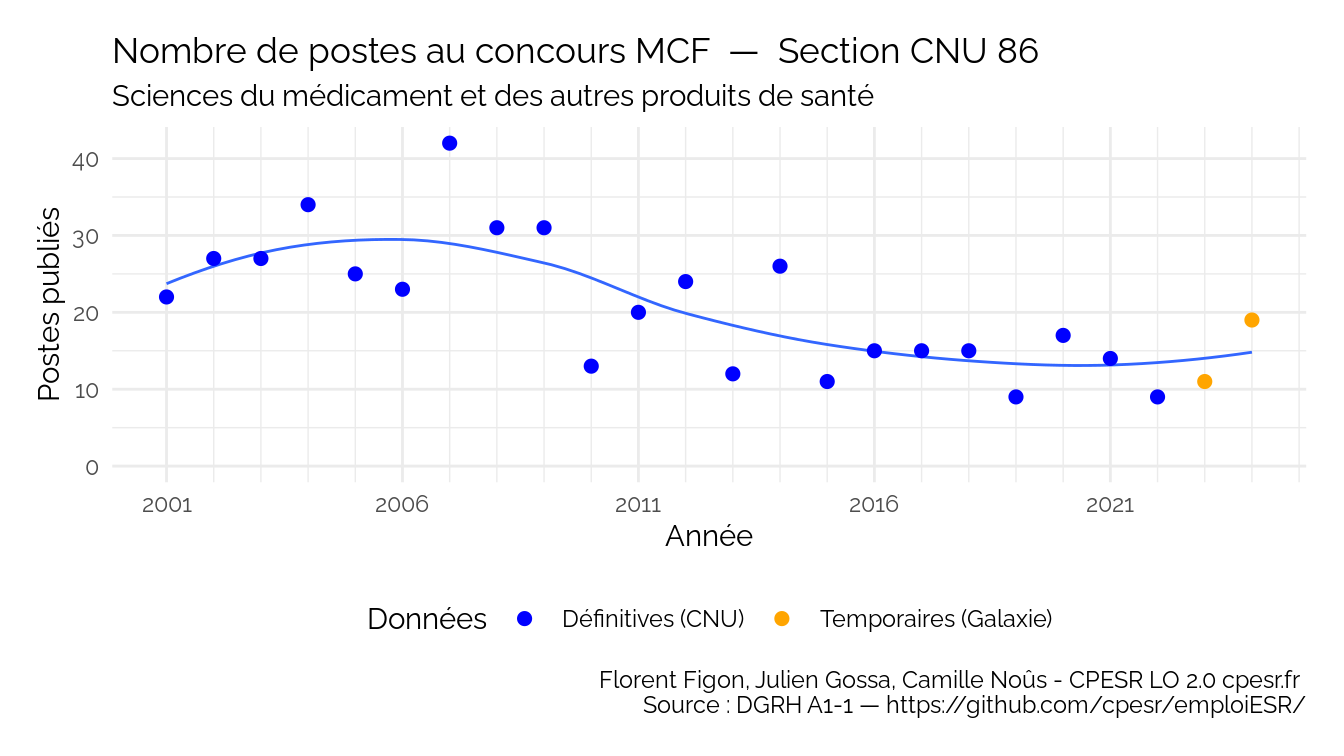 Nombre de postes au concours MCF — Section CNU 86
Sciences du médicament et des autres produits de santé
Postes publiés
40
30
20
10
0
2001 2006 2011 2016 2021
Année
Données Définitives (CNU) Temporaires (Galaxie)
Florent Figon, Julien Gossa, Camille Noûs - CPESR LO 2.0 cpesr.fr
Source : DGRH A1-1 — https://github.com/cpesr/emploiESR/